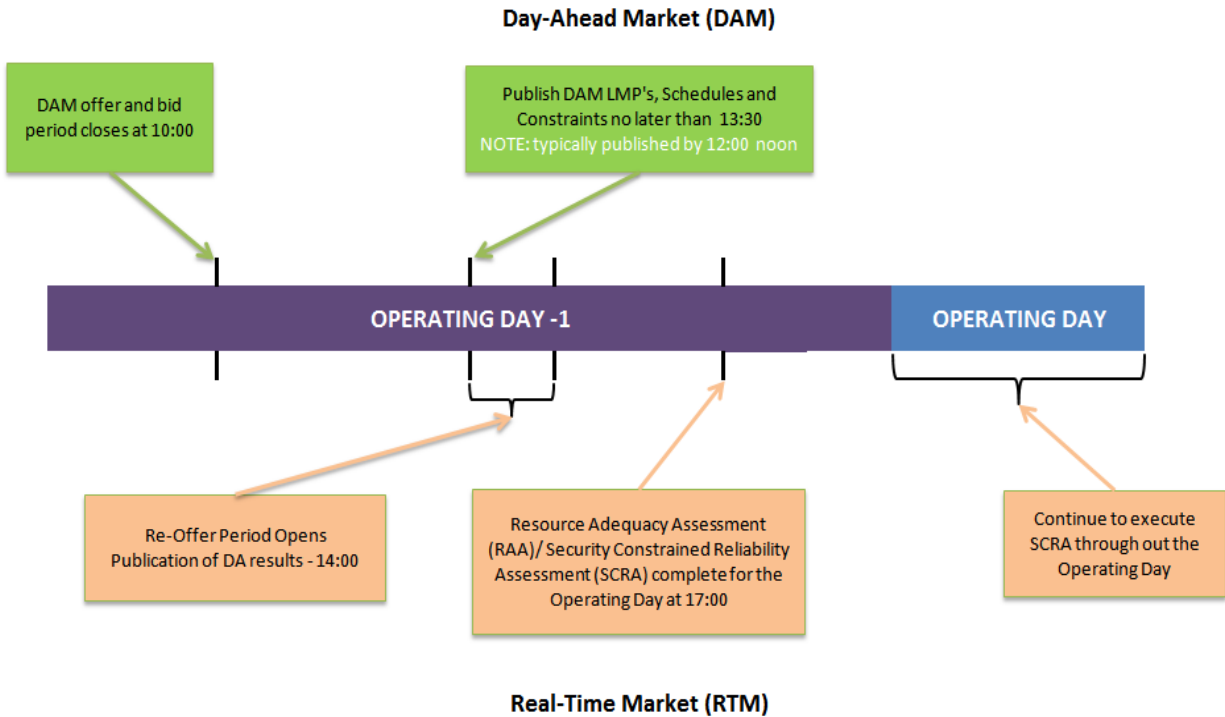 Day-Ahead Market (DAM)
DAM offer and bid
period closes at 10:00
Publish DAM LMP's, Schedules and
Constraints no later than 13:30
NOTE: typically published by 12:00 noon
OPERATING DAY -1
OPERATING DAY
Re-Offer Period Opens
Publication of DA results - 14:00
Resource Adequacy Assessment
(RAA)/ Security Constrained Reliability
Assessment (SCRA) complete for the
Operating Day at 17:00
Continue to execute
SCRA through out the
Operating Day
Real-Time Market (RTM)